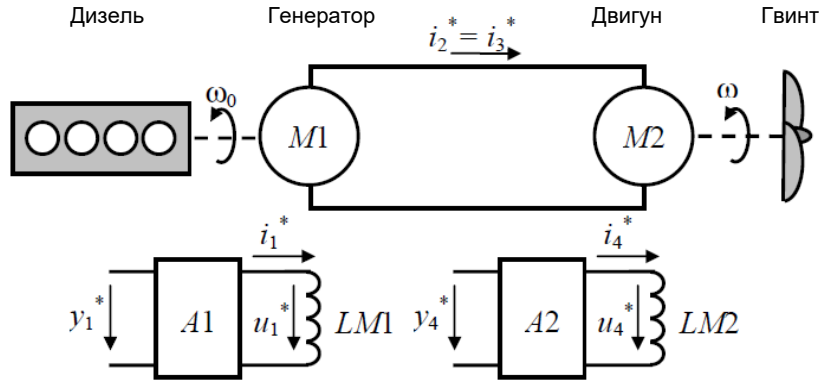 Дизель Генератор Двигун Гвинт
i₂* = i₃*
ω₀ ω
M1 M2
i₁* i₄*
y₁* A1 u₁* LM1 y₄* A2 u₄* LM2